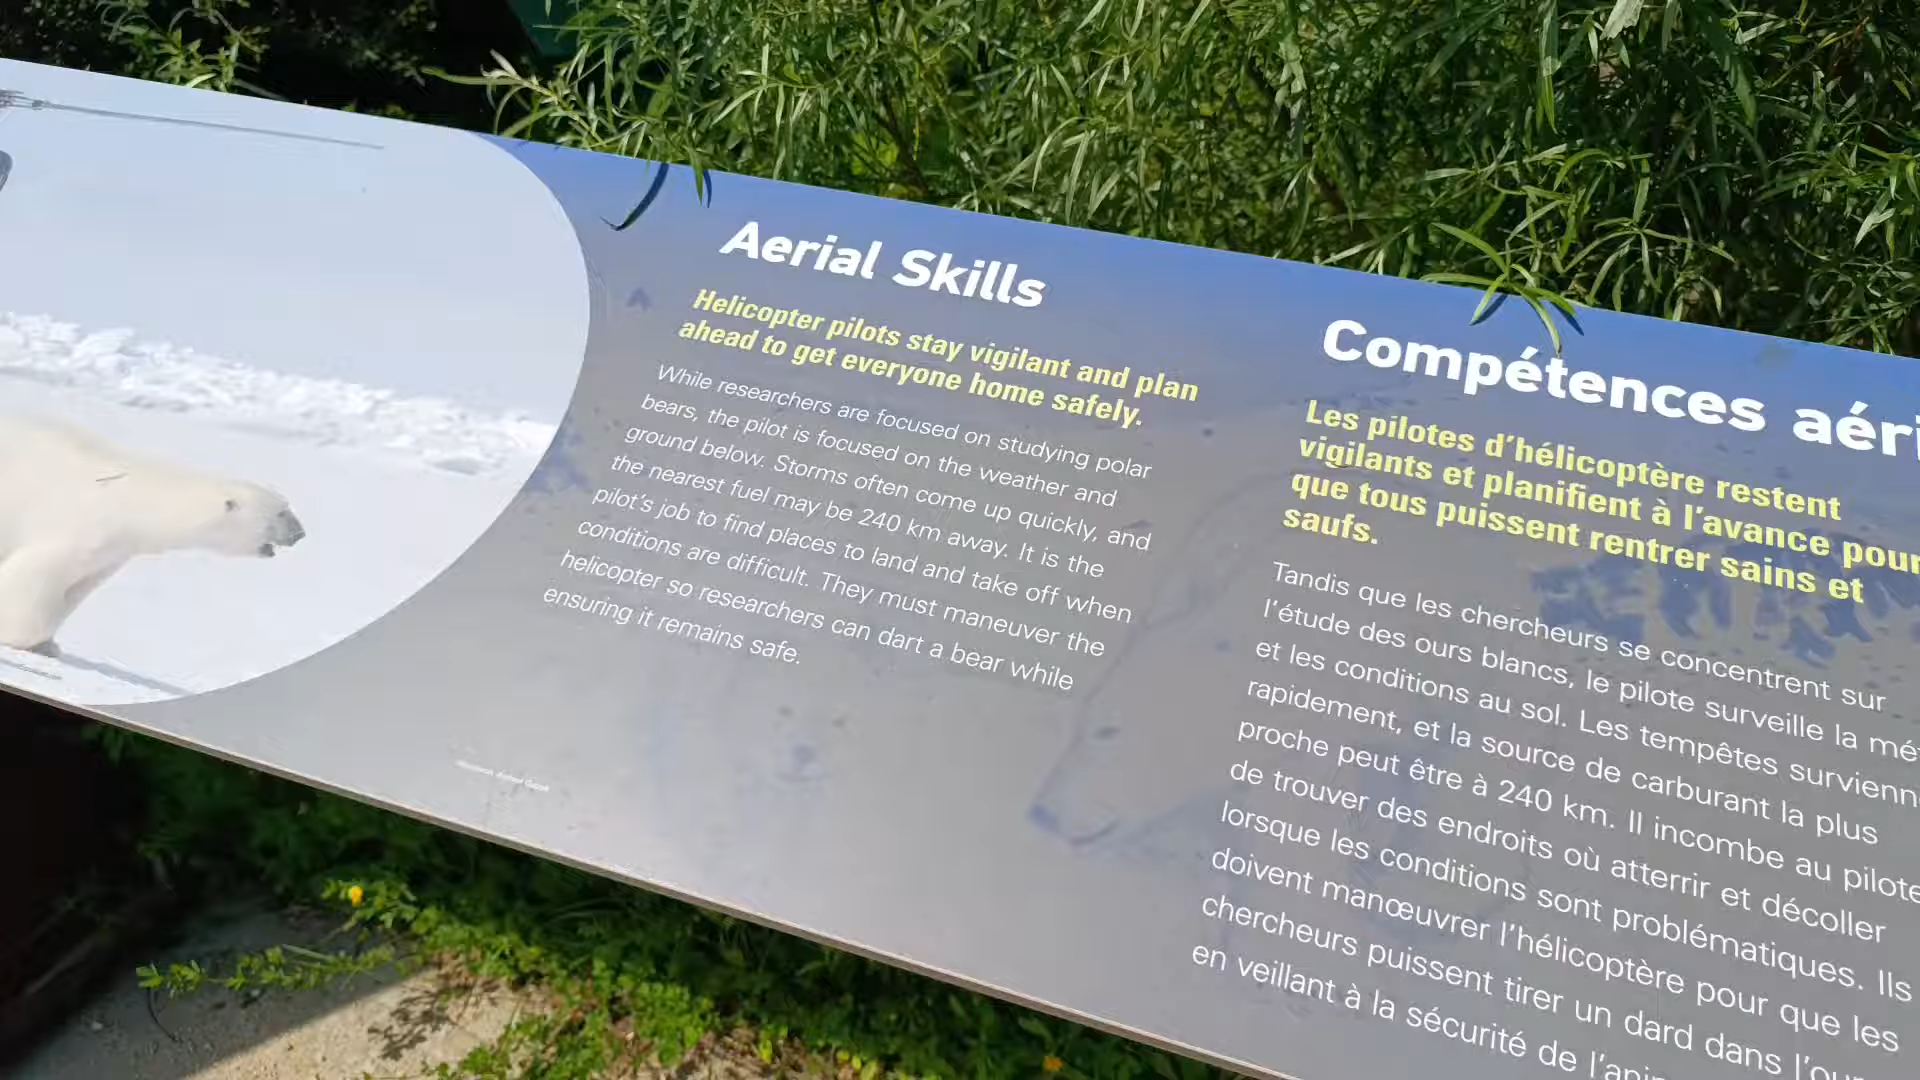 Aerial Skills
Helicopter pilots stay vigilant and plan
ahead to get everyone home safely.
While researchers are focused on studying polar
bears, the pilot is focused on the weather and
ground below. Storms often come up quickly, and
the nearest fuel may be 240 km away. It is the
pilot's job to find places to land and take off when
conditions are difficult. They must maneuver the
helicopter so researchers can dart a bear while
ensuring it remains safe.
Compétences aéri
Les pilotes d'hélicoptère restent
vigilants et planifient à l'avance pour
que tous puissent rentrer sains et
saufs.
Tandis que les chercheurs se concentrent sur
l'étude des ours blancs, le pilote surveille la mé
et les conditions au sol. Les tempêtes survienn
rapidement, et la source de carburant la plus
proche peut être à 240 km. Il incombe au pilote
de trouver des endroits où atterrir et décoller
lorsque les conditions sont problématiques. Ils
doivent manœuvrer l'hélicoptère pour que les
chercheurs puissent tirer un dard dans l'our
en veillant à la sécurité de l'ani